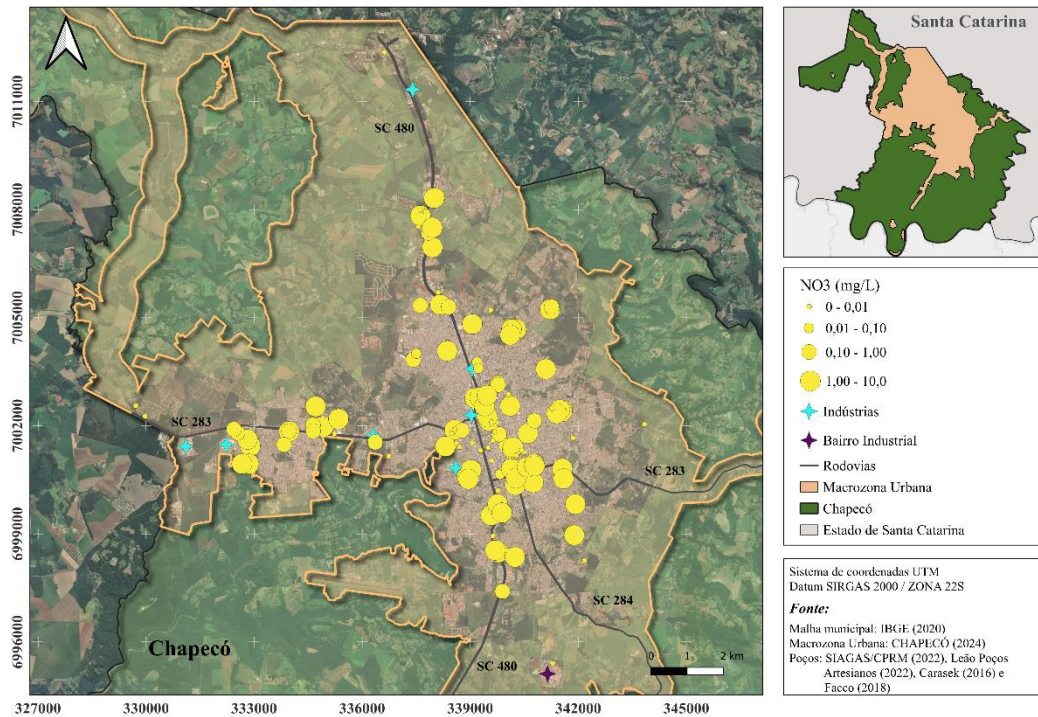 Santa Catarina
7011000
7008000
7005000
7002000
6999000
6996000
SC 480
SC 283
SC 283
SC 284
SC 480
Chapecó
0 1 2 km
327000 330000 333000 336000 339000 342000 345000
NO3 (mg/L)
0 - 0,01
0,01 - 0,10
0,10 - 1,00
1,00 - 10,0
Indústrias
Bairro Industrial
Rodovias
Macrozona Urbana
Chapecó
Estado de Santa Catarina
Sistema de coordenadas UTM
Datum SIRGAS 2000 / ZONA 22S
Fonte:
Malha municipal: IBGE (2020)
Macrozona Urbana: CHAPECÓ (2024)
Poços: SIAGAS/CPRM (2022), Leão Poços
Artesianos (2022), Carasek (2016) e
Facco (2018)